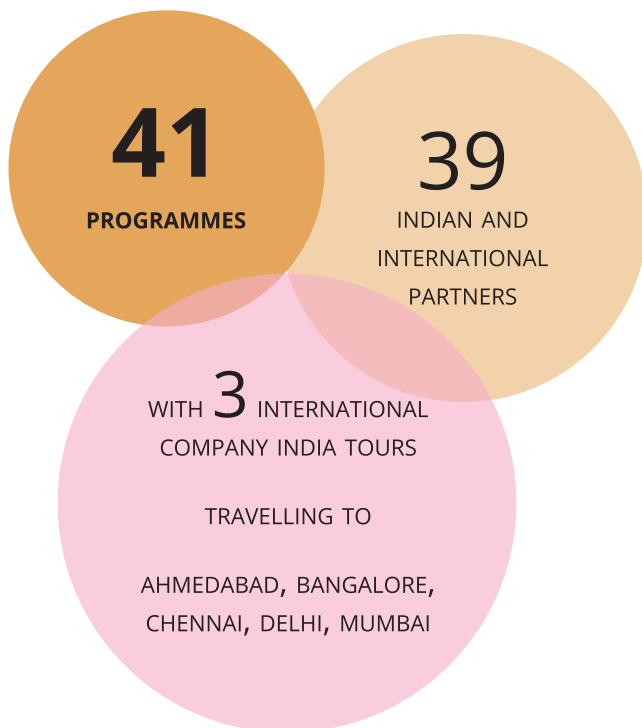 41
PROGRAMMES
39
INDIAN AND
INTERNATIONAL
PARTNERS
WITH 3 INTERNATIONAL
COMPANY INDIA TOURS
TRAVELLING TO
AHMEDABAD, BANGALORE,
CHENNAI, DELHI, MUMBAI